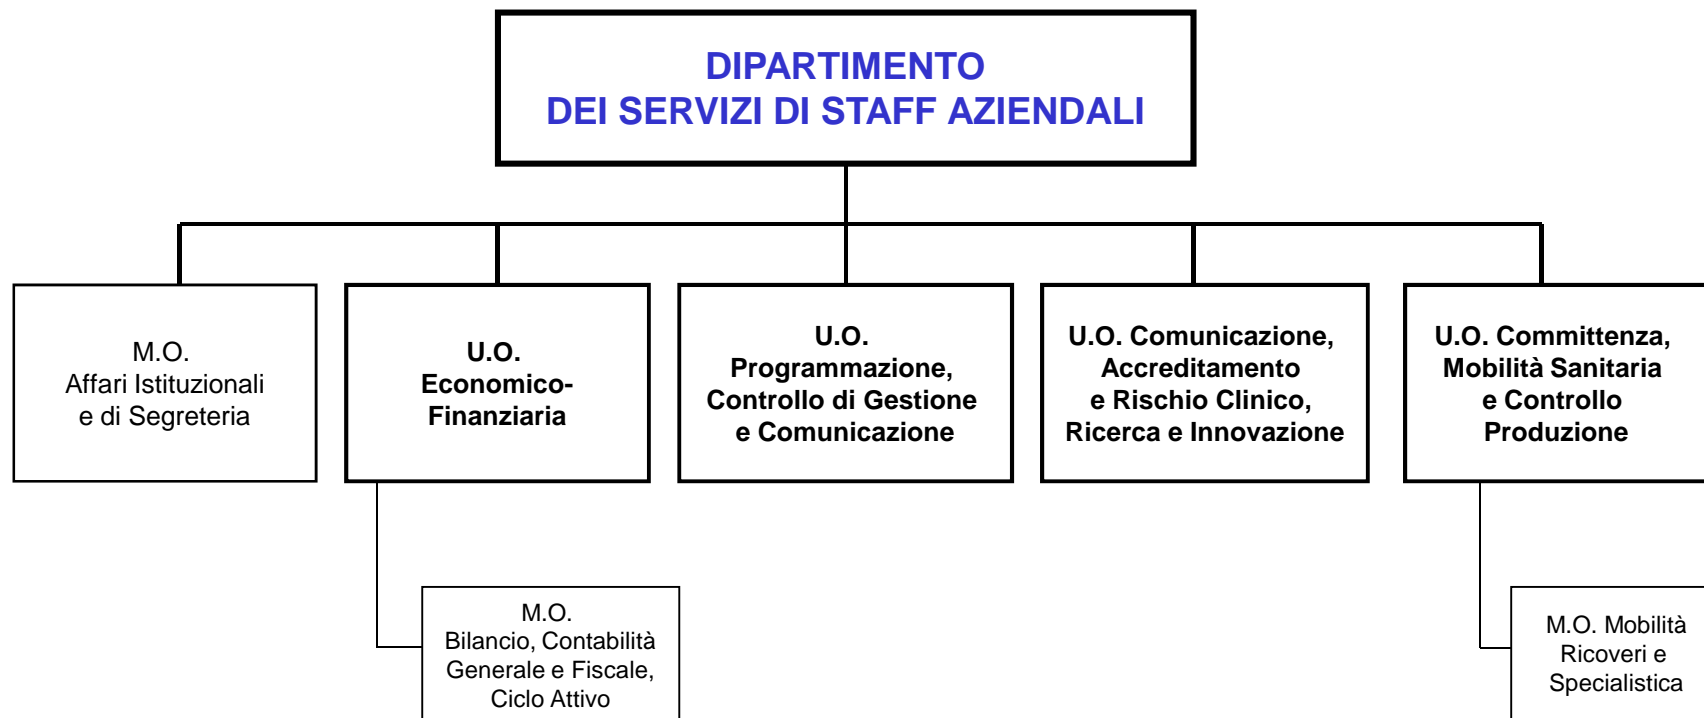 DIPARTIMENTO
DEI SERVIZI DI STAFF AZIENDALI
M.O.
Affari Istituzionali
e di Segreteria
U.O.
Economico-
Finanziaria
U.O.
Programmazione,
Controllo di Gestione
e Comunicazione
U.O. Comunicazione,
Accreditamento
e Rischio Clinico,
Ricerca e Innovazione
U.O. Committenza,
Mobilità Sanitaria
e Controllo
Produzione
M.O.
Bilancio, Contabilità
Generale e Fiscale,
Ciclo Attivo
M.O. Mobilità
Ricoveri e
Specialistica